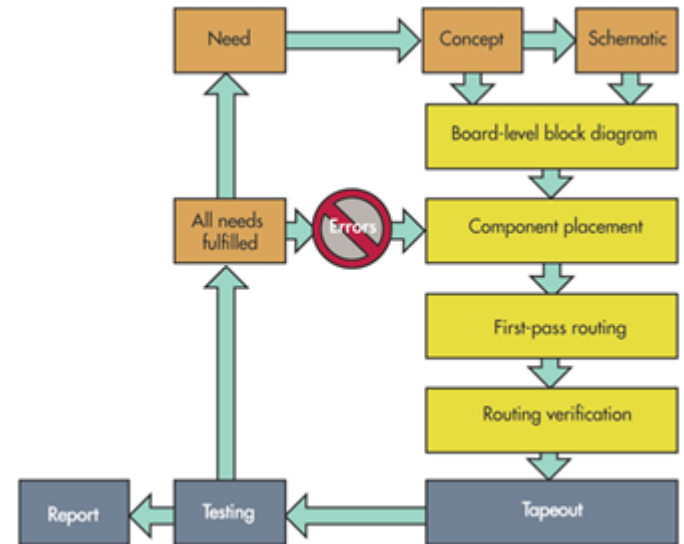 Need
Concept
Schematic
Board-level block diagram
All needs
fulfilled
Errors
Component placement
First-pass routing
Routing verification
Report
Testing
Tapeout